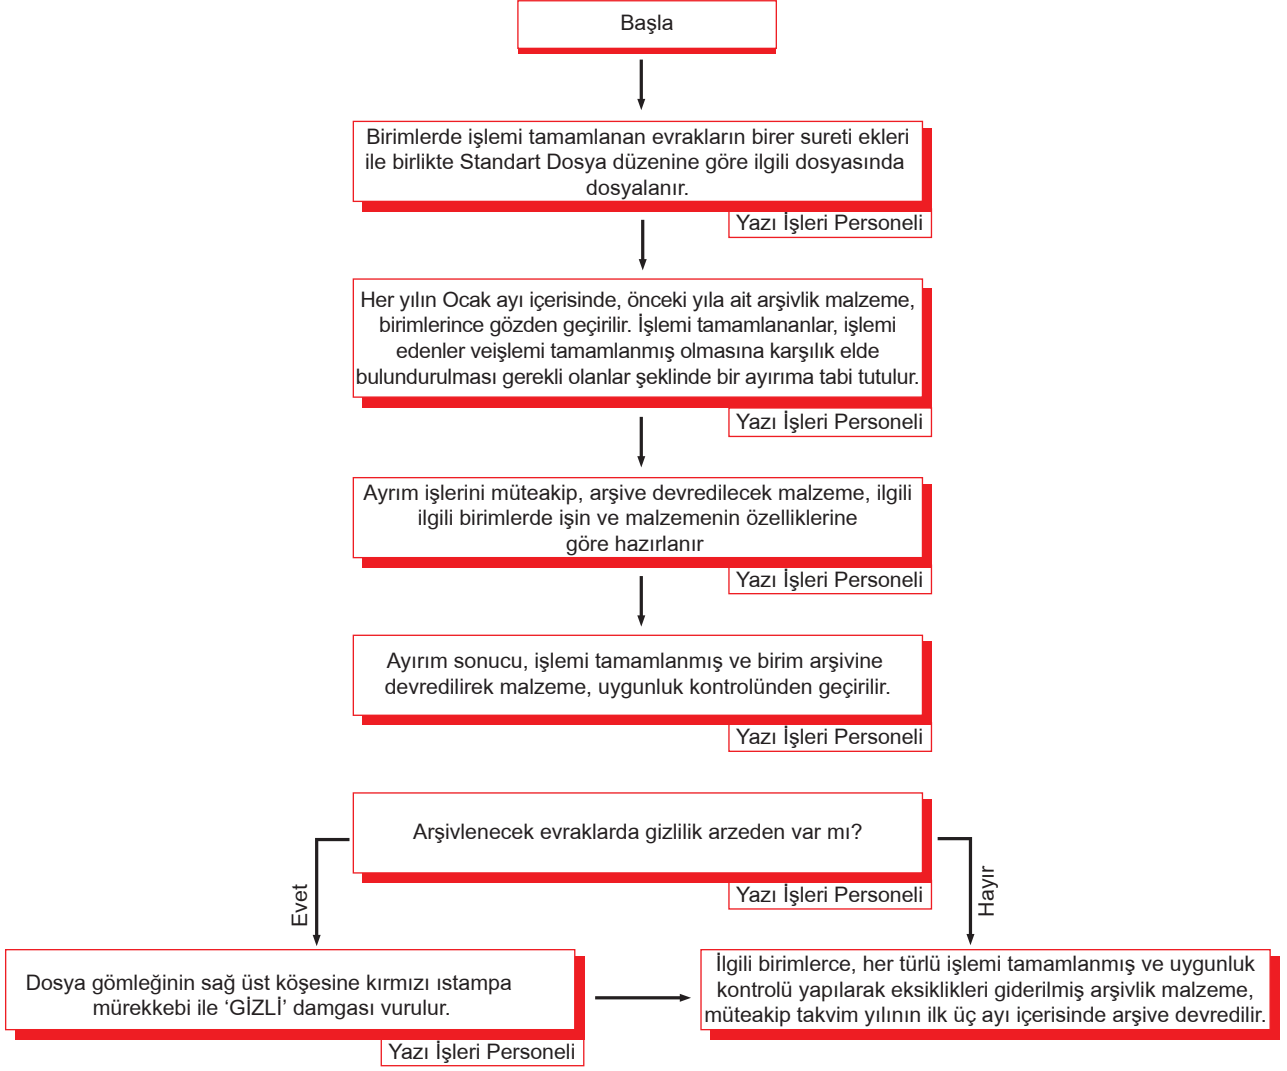 Başla
Birimlerde işlemi tamamlanan evrakların birer sureti ekleri
ile birlikte Standart Dosya düzenine göre ilgili dosyasında
dosyalanır.
Yazı İşleri Personeli
Her yılın Ocak ayı içerisinde, önceki yıla ait arşivlik malzeme,
birimlerince gözden geçirilir. İşlemi tamamlananlar, işlemi
edenler veişlemi tamamlanmış olmasına karşılık elde
bulundurulması gerekli olanlar şeklinde bir ayırıma tabi tutulur.
Yazı İşleri Personeli
Ayrım işlerini müteakip, arşive devredilecek malzeme, ilgili
ilgili birimlerde işin ve malzemenin özelliklerine
göre hazırlanır
Yazı İşleri Personeli
Ayırım sonucu, işlemi tamamlanmış ve birim arşivine
devredilirek malzeme, uygunluk kontrolünden geçirilir.
Yazı İşleri Personeli
Arşivlenecek evraklarda gizlilik arzeden var mı?
Yazı İşleri Personeli
Evet
Hayır
Dosya gömleğinin sağ üst köşesine kırmızı ıstampa
mürekkebi ile ‘GİZLİ’ damgası vurulur.
Yazı İşleri Personeli
İlgili birimlerce, her türlü işlemi tamamlanmış ve uygunluk
kontrolü yapılarak eksiklikleri giderilmiş arşivlik malzeme,
müteakip takvim yılının ilk üç ayı içerisinde arşive devredilir.